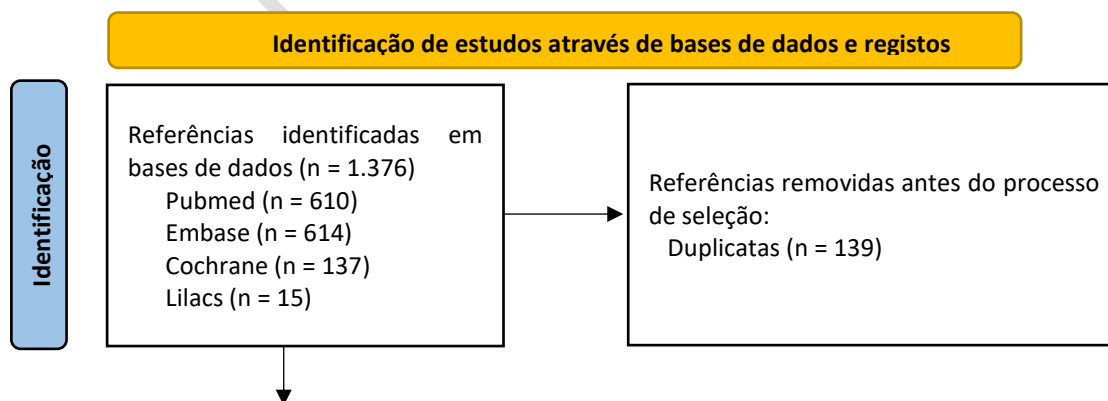 Identificação de estudos através de bases de dados e registos
Identificação
Referências identificadas em
bases de dados (n = 1.376)
Pubmed (n = 610)
Embase (n = 614)
Cochrane (n = 137)
Lilacs (n = 15)
Referências removidas antes do processo
de seleção:
Duplicatas (n = 139)